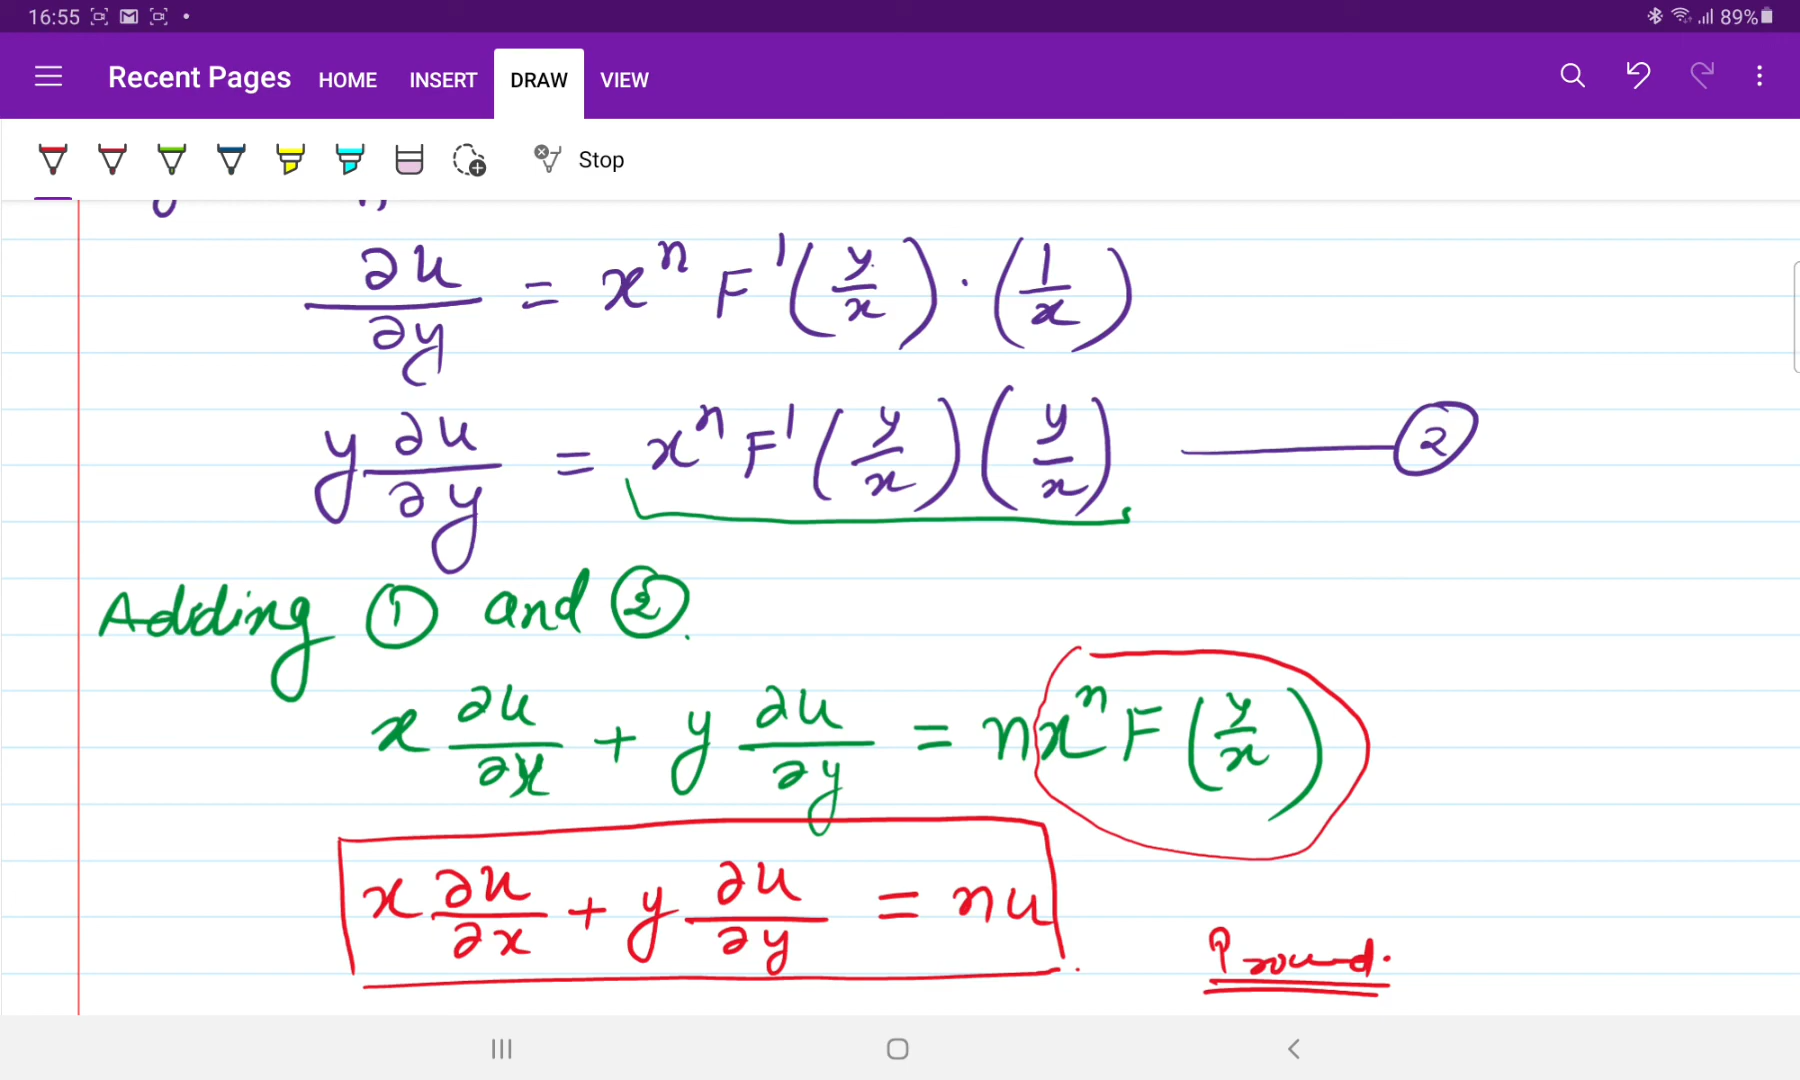 16:55 89%
Recent Pages HOME INSERT DRAW VIEW
Stop
∂u/∂y = xⁿ F'(y/x) · (1/x)
y ∂u/∂y = xⁿ F'(y/x) (y/x) ——— ②
Adding ① and ②.
x ∂u/∂x + y ∂u/∂y = n xⁿ F(y/x)
x ∂u/∂x + y ∂u/∂y = nu.